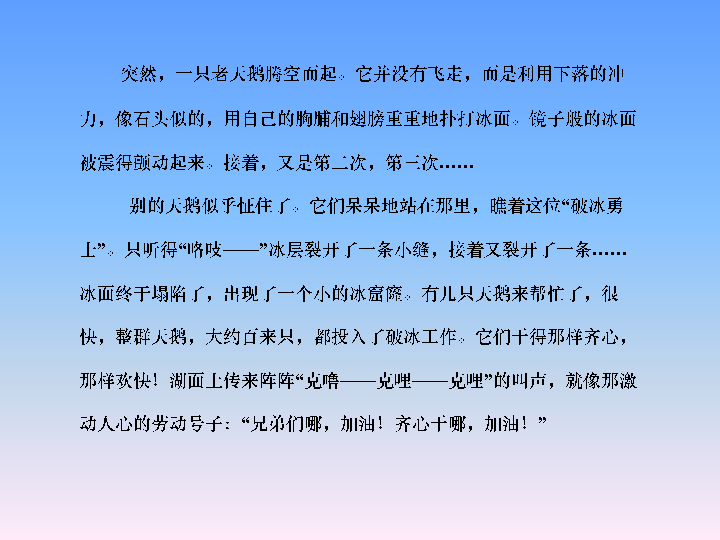 突然，一只老天鹅腾空而起。它并没有飞走，而是利用下落的冲
力，像石头似的，用自己的胸脯和翅膀重重地扑打冰面。镜子般的冰面
被震得颤动起来。接着，又是第二次，第三次……
别的天鹅似乎怔住了。它们呆呆地站在那里，瞧着这位“破冰勇
士”。只听得“咯吱——”冰层裂开了一条小缝，接着又裂开了一条……
冰面终于塌陷了，出现了一个小的冰窟窿。有几只天鹅来帮忙了，很
快，整群天鹅，大约百来只，都投入了破冰工作。它们干得那样齐心，
那样欢快！湖面上传来阵阵“克噜——克哩——克哩”的叫声，就像那激
动人心的劳动号子：“兄弟们哪，加油！齐心干哪，加油！”